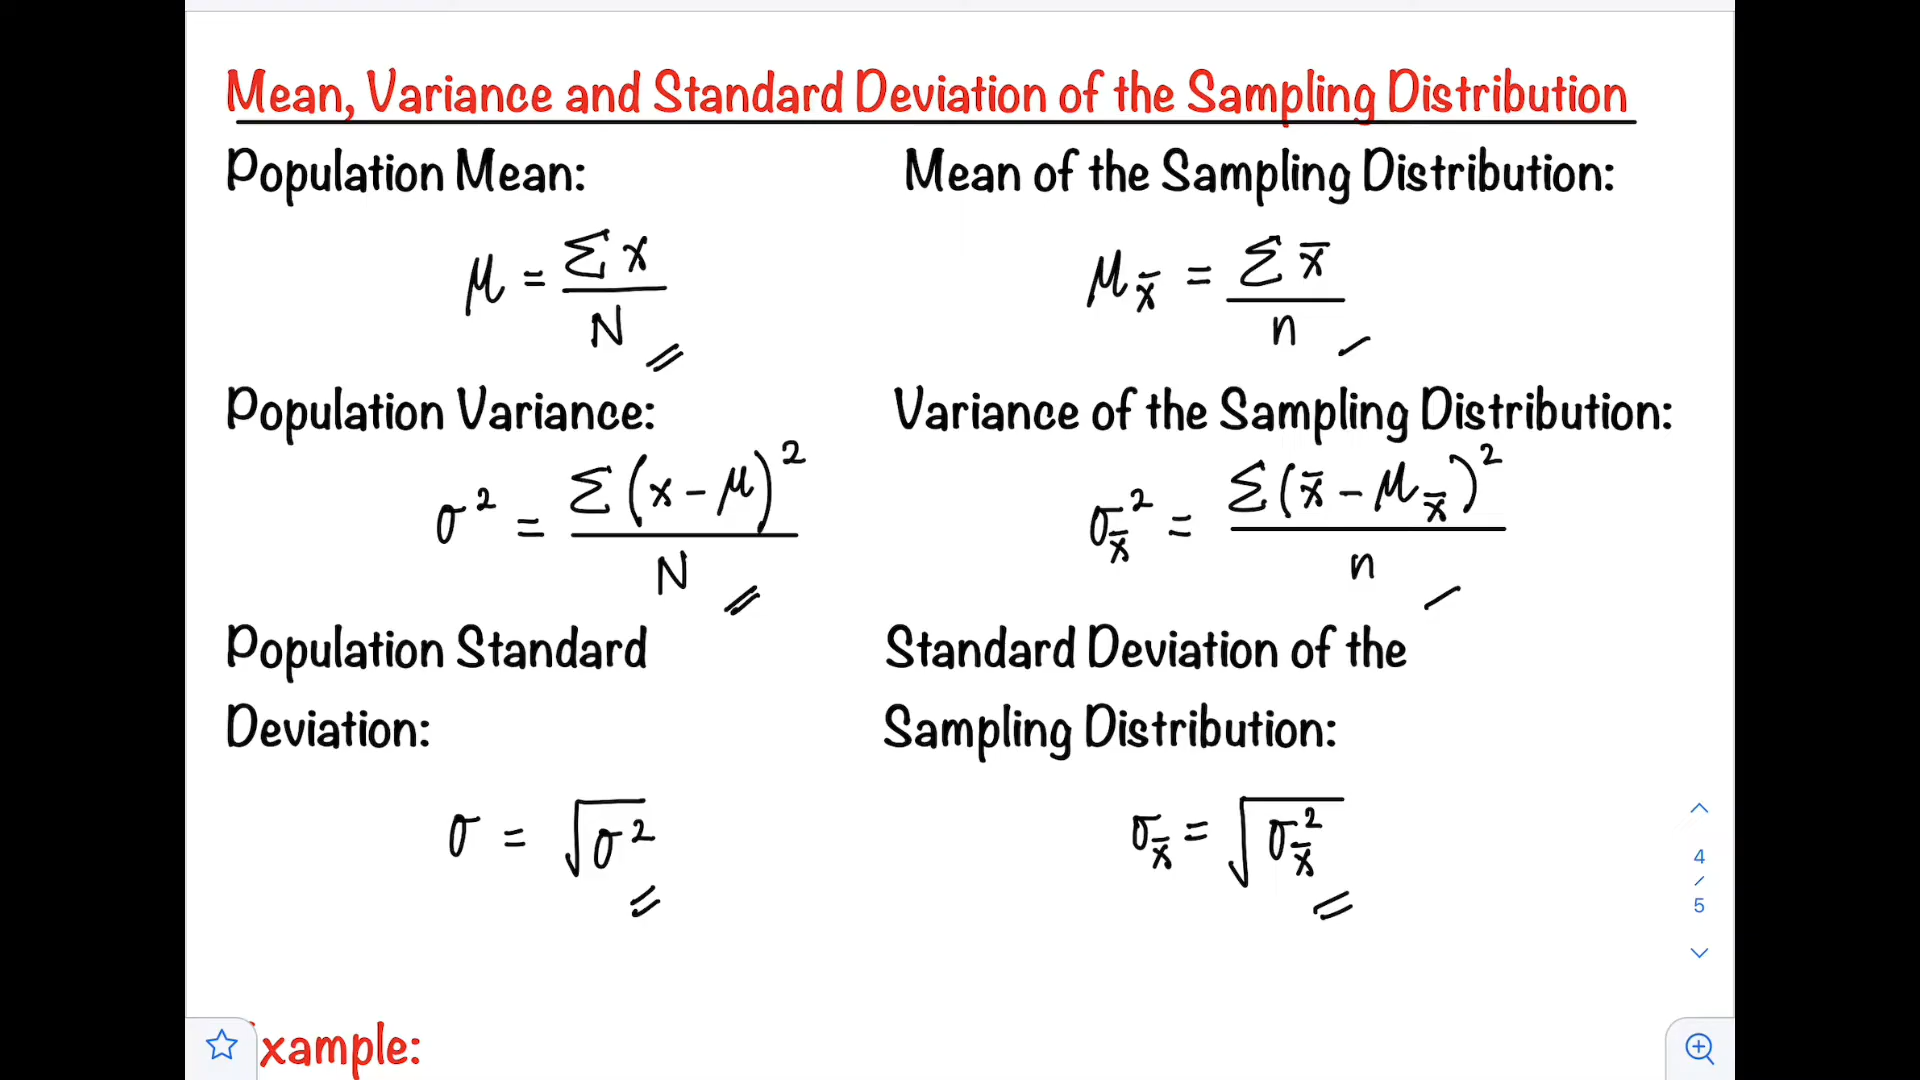 Mean, Variance and Standard Deviation of the Sampling Distribution
Population Mean:
Mean of the Sampling Distribution:
μ = Σx / N
μx̄ = Σx̄ / n
Population Variance:
Variance of the Sampling Distribution:
σ² = Σ(x - μ)² / N
σx̄² = Σ(x̄ - μx̄)² / n
Population Standard
Deviation:
Standard Deviation of the
Sampling Distribution:
σ = √σ²
σx̄ = √σx̄²
4
/
5
xample: